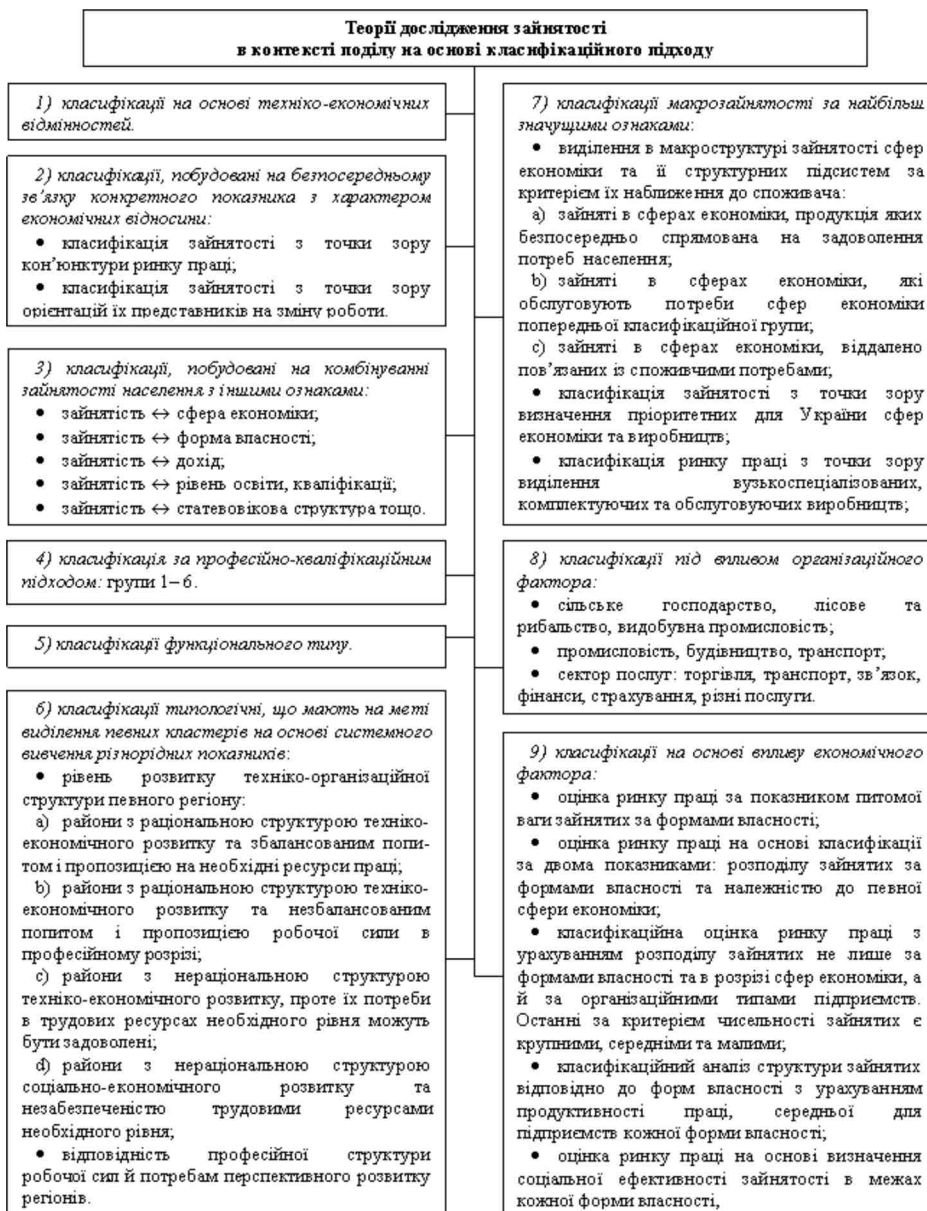 Теорії дослідження зайнятості
в контексті поділу на основі класифікаційного підходу
1) класифікації на основі техніко-економічних
відмінностей.
2) класифікації, побудовані на безпосередньому
зв’язку конкретного показника з характером
економічних відносини:
• класифікація зайнятості з точки зору
кон’юнктури ринку праці;
• класифікація зайнятості з точки зору
орієнтацій їх представників на зміну роботи.
3) класифікації, побудовані на комбінуванні
зайнятості населення з іншими ознаками:
• зайнятість ↔ сфера економіки;
• зайнятість ↔ форма власності;
• зайнятість ↔ дохід;
• зайнятість ↔ рівень освіти, кваліфікації;
• зайнятість ↔ статевовікова структура тощо.
4) класифікація за професійно-кваліфікаційним
підходом: групи 1– 6.
5) класифікації функціонального типу.
6) класифікації типологічні, що мають на меті
виділення певних кластерів на основі системного
вивчення різнорідних показників:
• рівень розвитку техніко-організаційної
структури певного регіону:
a) райони з раціональною структурою техніко-
економічного розвитку та збалансованим попи-
том і пропозицією на необхідні ресурси праці;
b) райони з раціональною структурою техніко-
економічного розвитку та незбалансованим
попитом і пропозицією робочої сили в
професійному розрізі;
c) райони з нераціональною структурою
техніко-економічного розвитку, проте їх потреби
в трудових ресурсах необхідного рівня можуть
бути задоволені;
d) райони з нераціональною структурою
соціально-економічного розвитку та
незабезпеченістю трудовими ресурсами
необхідного рівня;
• відповідність професійної структури
робочої сил й потребам перспективного розвитку
регіонів.
7) класифікації макрозайнятості за найбільш
значущими ознаками:
• виділення в макроструктурі зайнятості сфер
економіки та її структурних підсистем за
критерієм їх наближення до споживача:
a) зайняті в сферах економіки, продукція яких
безпосередньо спрямована на задоволення
потреб населення;
b) зайняті в сферах економіки, які
обслуговують потреби сфер економіки
попередньої класифікаційної групи;
c) зайняті в сферах економіки, віддалено
пов’язаних із споживчими потребами;
• класифікація зайнятості з точки зору
визначення пріоритетних для України сфер
економіки та виробництв;
• класифікація ринку праці з точки зору
виділення вузькоспеціалізованих,
комплектуючих та обслуговуючих виробництв;
8) класифікації під впливом організаційного
фактора:
• сільське господарство, лісове та
рибальство, видобувна промисловість;
• промисловість, будівництво, транспорт;
• сектор послуг: торгівля, транспорт, зв’язок,
фінанси, страхування, різні послуги.
9) класифікації на основі впливу економічного
фактора:
• оцінка ринку праці за показником питомої
ваги зайнятих за формами власності;
• оцінка ринку праці на основі класифікації
за двома показниками: розподілу зайнятих за
формами власності та належністю до певної
сфери економіки;
• класифікаційна оцінка ринку праці з
урахуванням розподілу зайнятих не лише за
формами власності та в розрізі сфер економіки, а
й за організаційними типами підприємств.
Останні за критерієм чисельності зайнятих є
крупними, середніми та малими;
• класифікаційний аналіз структури зайнятих
відповідно до форм власності з урахуванням
продуктивності праці, середньої для
підприємств кожної форми власності;
• оцінка ринку праці на основі визначення
соціальної ефективності зайнятості в межах
кожної форми власності,